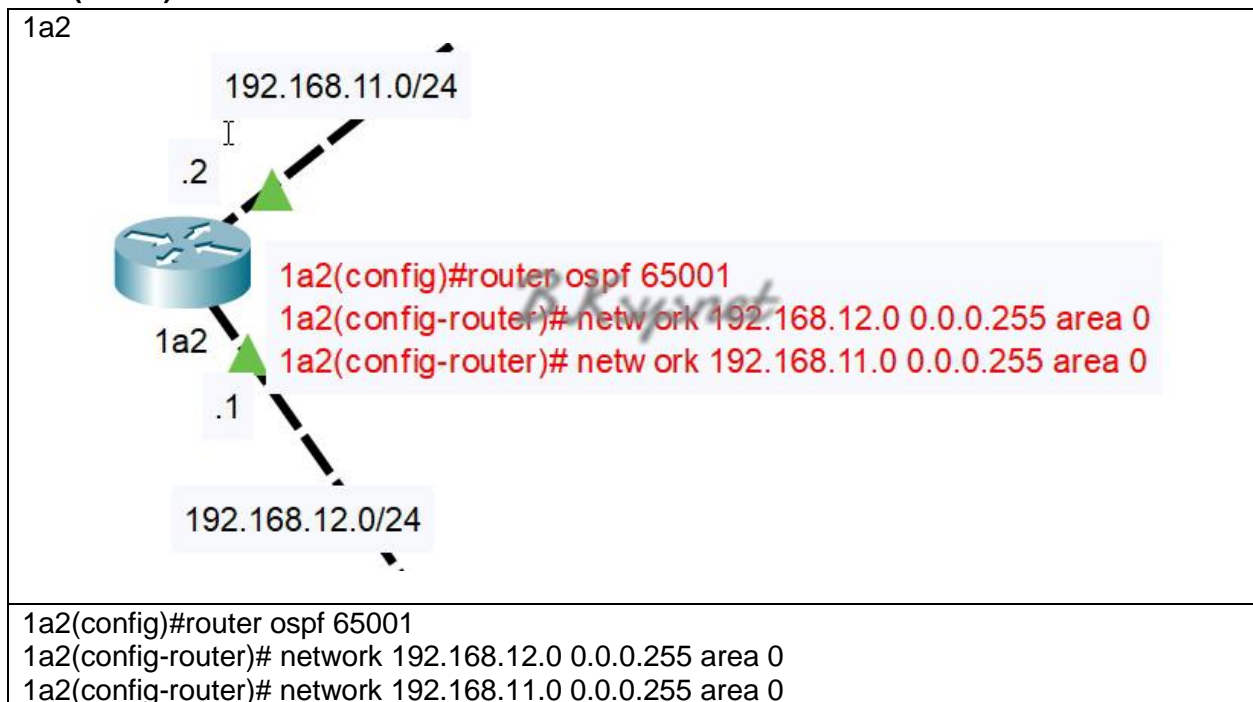 1a2
192.168.11.0/24
.2
1a2(config)#router ospf 65001
1a2(config-router)# netw ork 192.168.12.0 0.0.0.255 area 0
1a2
1a2(config-router)# netw ork 192.168.11.0 0.0.0.255 area 0
.1
192.168.12.0/24
1a2(config)#router ospf 65001
1a2(config-router)# network 192.168.12.0 0.0.0.255 area 0
1a2(config-router)# network 192.168.11.0 0.0.0.255 area 0